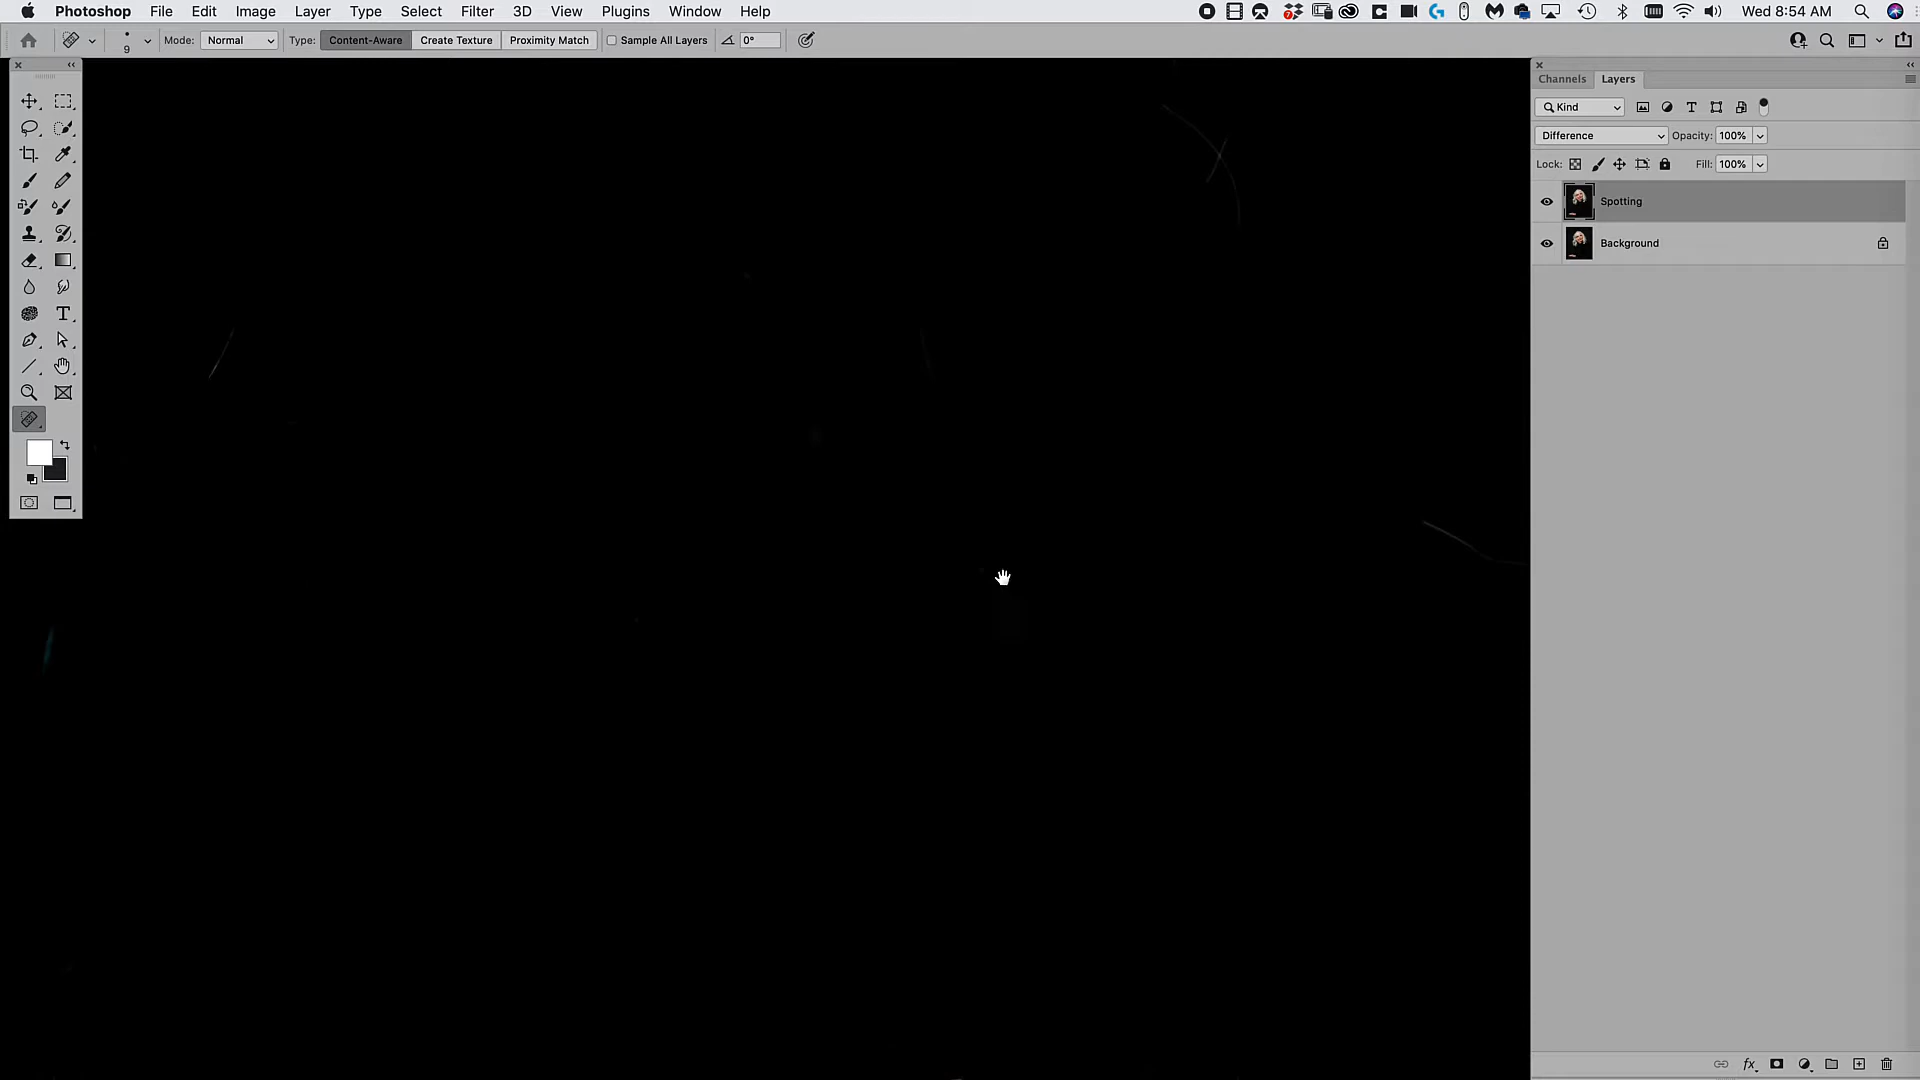 Photoshop File Edit Image Layer Type Select Filter 3D View Plugins Window Help 7 Wed 8:54 AM
9 Mode: Normal Type: Content-Aware Create Texture Proximity Match Sample All Layers 0°
Channels Layers
Kind
Difference Opacity: 100%
Lock: Fill: 100%
Spotting
Background
fx